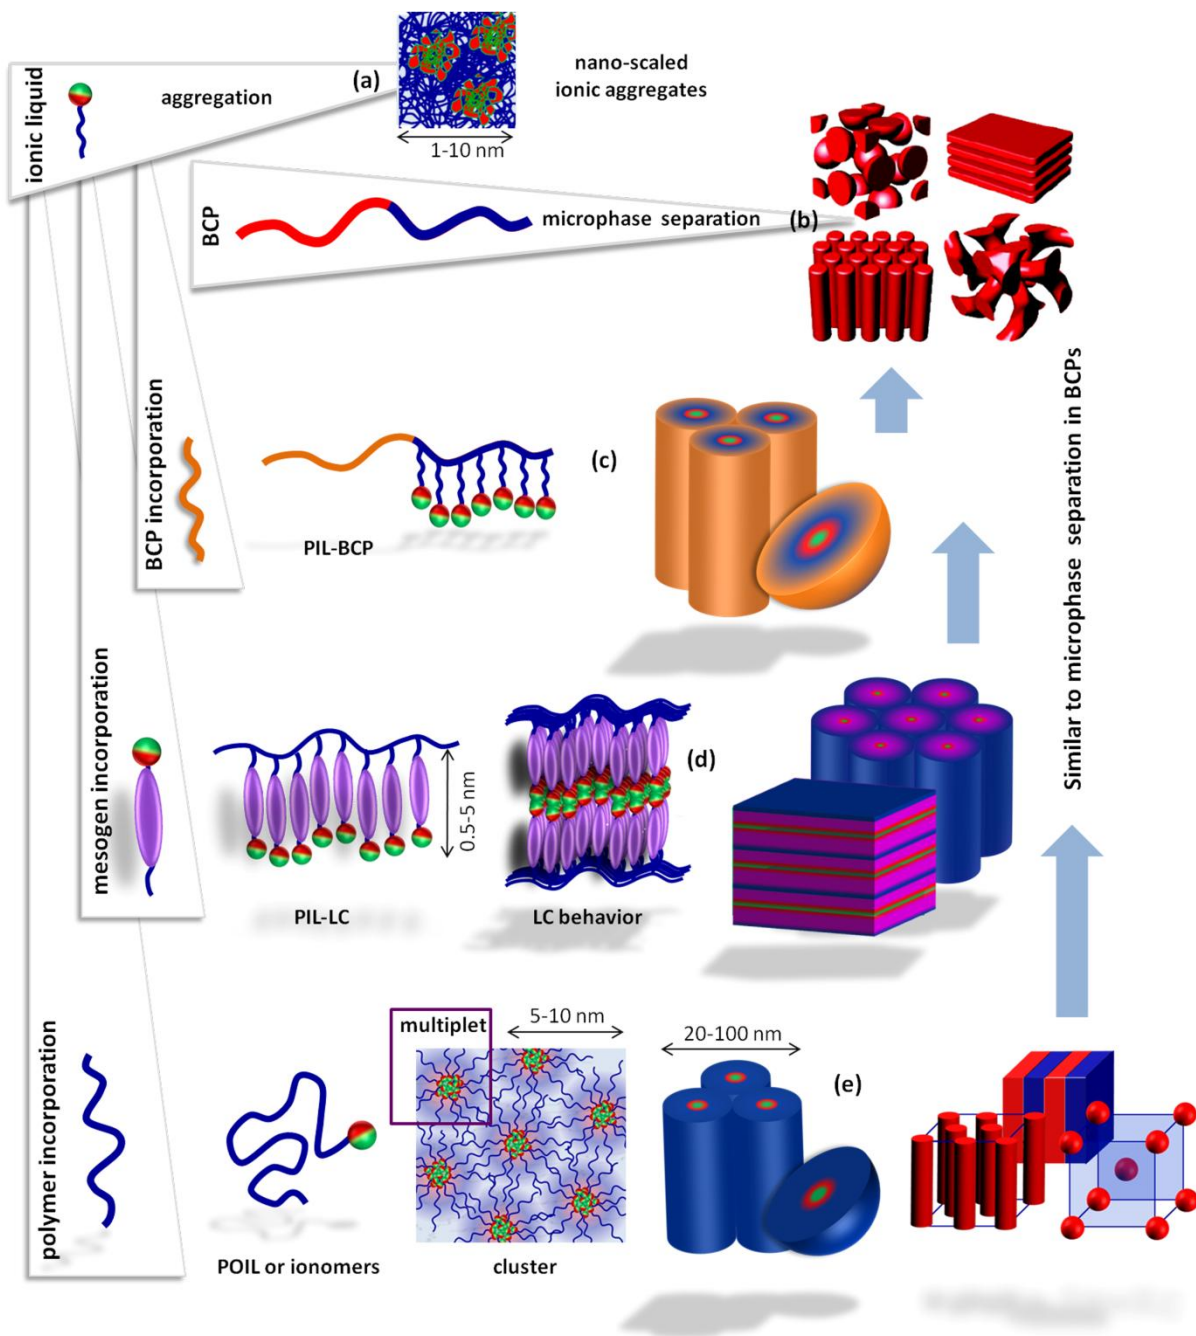 ionic liquid
aggregation
(a)
nano-scaled
ionic aggregates
1-10 nm
BCP
microphase separation
(b)
BCP incorporation
PIL-BCP
(c)
Similar to microphase separation in BCPs
mesogen incorporation
0.5-5 nm
(d)
PIL-LC
LC behavior
polymer incorporation
multiplet
5-10 nm
20-100 nm
(e)
POIL or ionomers
cluster